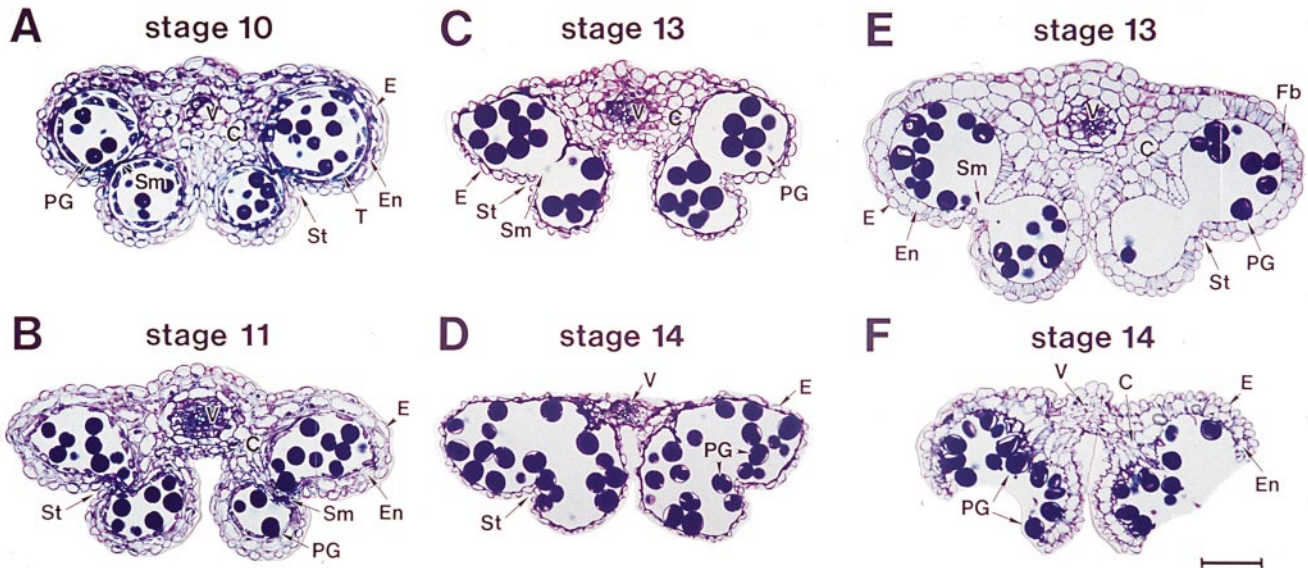 A stage 10
V
E
C
Sm
PG
En
T
St
C stage 13
V
C
E
St
Sm
PG
E stage 13
Fb
V
C
Sm
E
En
PG
St
B stage 11
V
E
C
St
Sm
En
PG
D stage 14
V
E
PG
St
F stage 14
V
C
E
En
PG